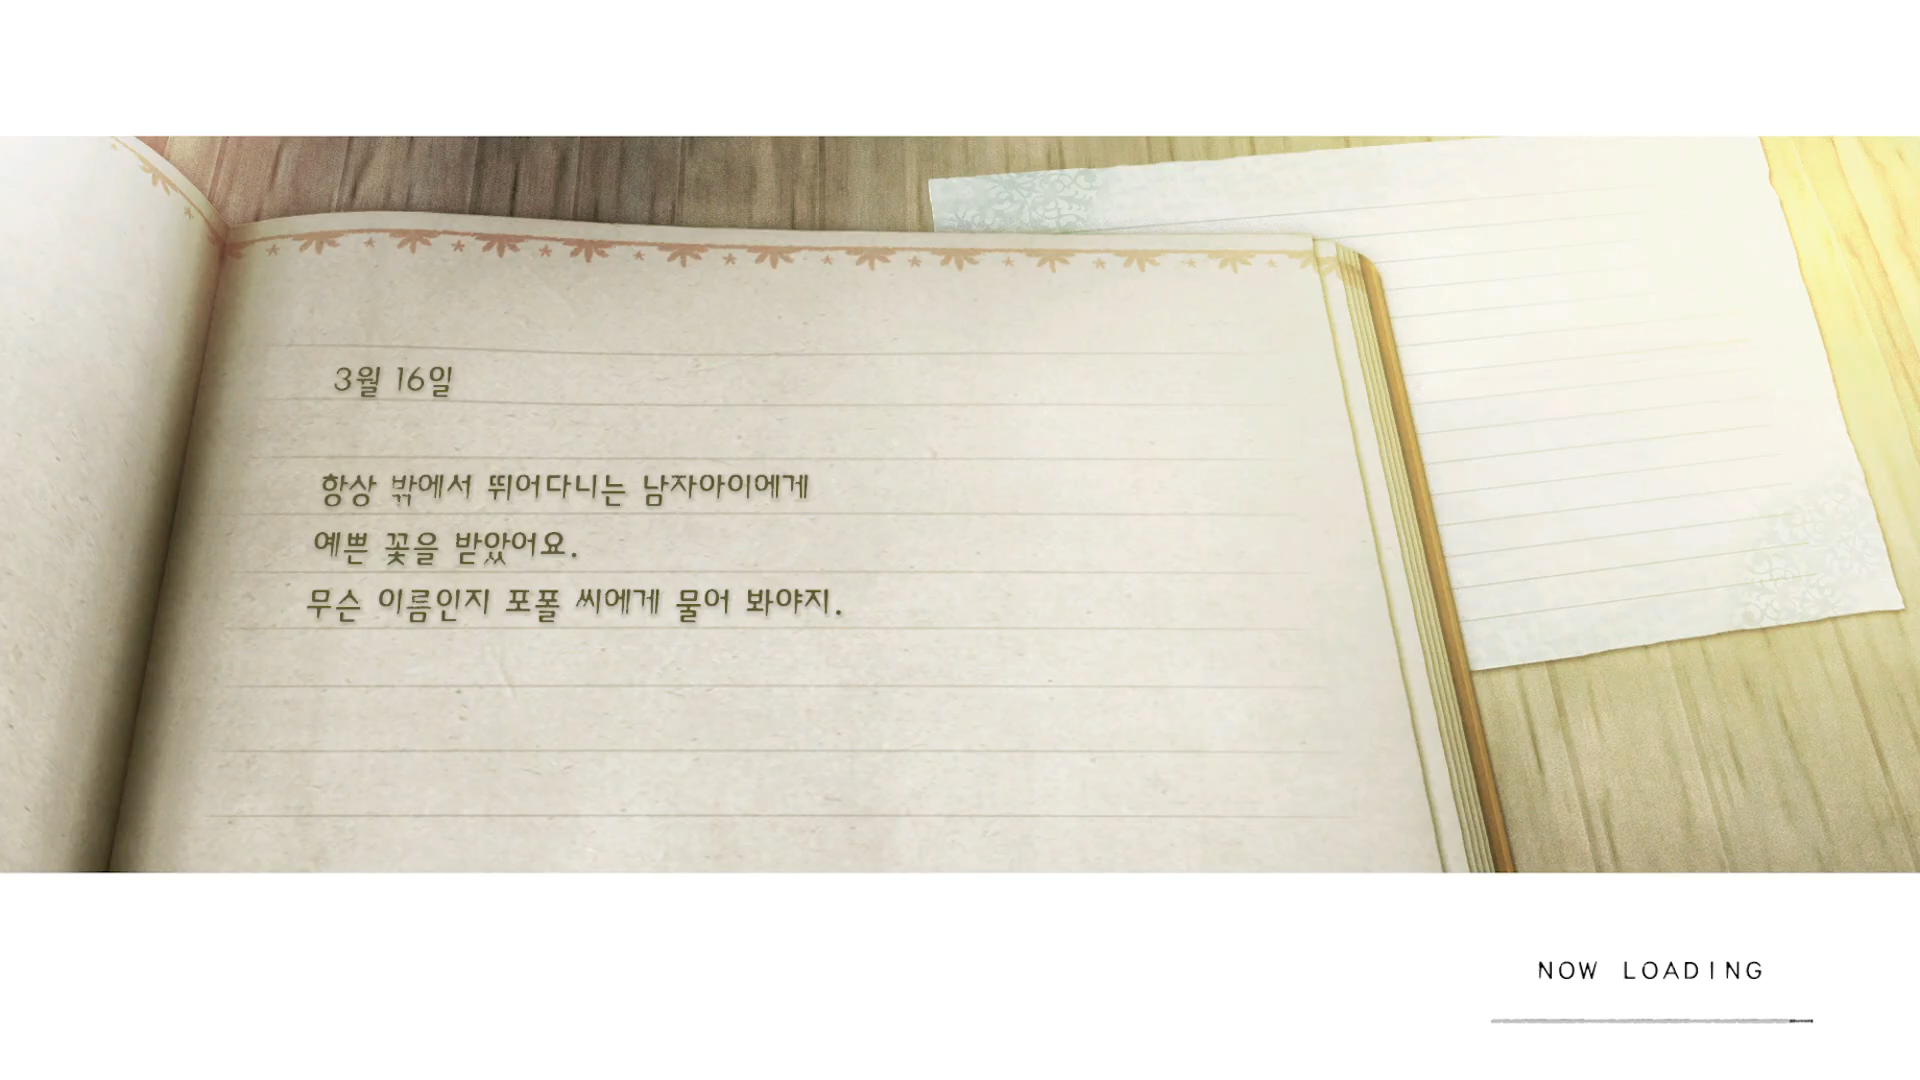 3월 16일
항상 밖에서 뛰어다니는 남자아이에게
예쁜 꽃을 받았어요.
무슨 이름인지 포폴 씨에게 물어 봐야지.
NOW LOADING